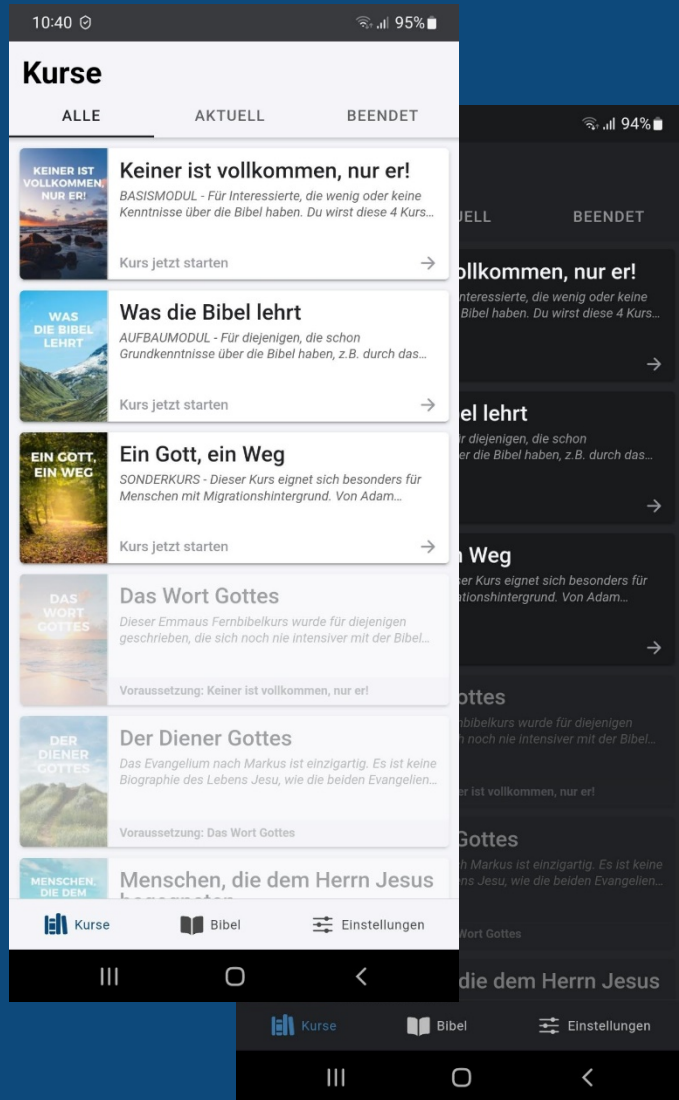 10:40
95%
Kurse
ALLE
AKTUELL
BEENDET
KEINER IST
VOLLKOMMEN,
NUR ER!
Keiner ist vollkommen, nur er!
BASISMODUL - Für Interessierte, die wenig oder keine
Kenntnisse über die Bibel haben. Du wirst diese 4 Kurs...
Kurs jetzt starten
WAS
DIE BIBEL
LEHRT
Was die Bibel lehrt
AUFBAUMODUL - Für diejenigen, die schon
Grundkenntnisse über die Bibel haben, z.B. durch das...
Kurs jetzt starten
EIN GOTT,
EIN WEG
Ein Gott, ein Weg
SONDERKURS - Dieser Kurs eignet sich besonders für
Menschen mit Migrationshintergrund. Von Adam...
Kurs jetzt starten
DAS
WORT
GOTTES
Das Wort Gottes
Dieser Emmaus Fernbibelkurs wurde für diejenigen
geschrieben, die sich noch nie intensiver mit der Bibel...
Voraussetzung: Keiner ist vollkommen, nur er!
DER
DIENER
GOTTES
Der Diener Gottes
Das Evangelium nach Markus ist einzigartig. Es ist keine
Biographie des Lebens Jesu, wie die beiden Evangelien...
Voraussetzung: Das Wort Gottes
MENSCHEN,
DIE DEM
Menschen, die dem Herrn Jesus
Kurse
Bibel
Einstellungen
94%
UELL
BEENDET
ollkommen, nur er!
nteressierte, die wenig oder keine
Bibel haben. Du wirst diese 4 Kurs...
el lehrt
r diejenigen, die schon
er die Bibel haben, z.B. durch das...
n Weg
ser Kurs eignet sich besonders für
ationshintergrund. Von Adam...
ottes
nbibelkurs wurde für diejenigen
h noch nie intensiver mit der Bibel...
er ist vollkommen, nur er!
Gottes
ch Markus ist einzigartig. Es ist keine
ens Jesu, wie die beiden Evangelien...
Wort Gottes
die dem Herrn Jesus
Kurse
Bibel
Einstellungen